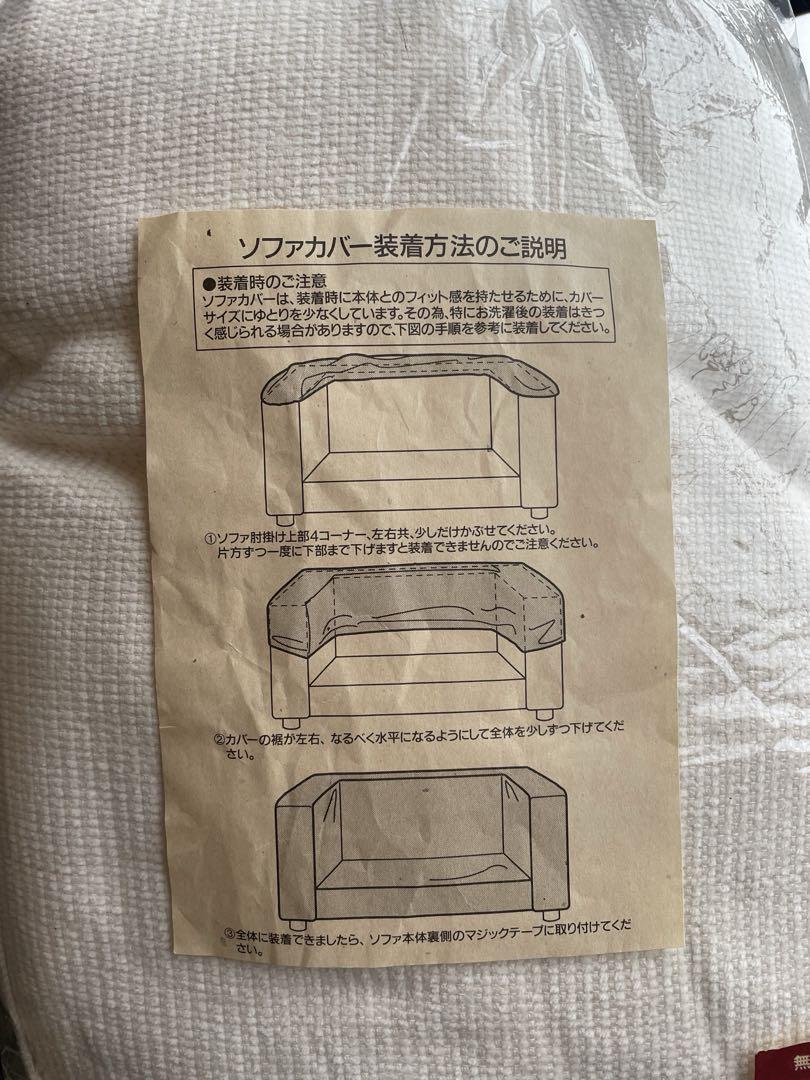 ソファカバー装着方法のご説明
●装着時のご注意
ソファカバーは、装着時に本体とのフィット感を持たせるために、カバー
サイズにゆとりを少なくしています。その為、特にお洗濯後の装着はきつ
く感じられる場合がありますので、下図の手順を参考に装着してください。
①ソファ肘掛け上部4コーナー、左右共、少しだけかぶせてください。
片方ずつ一度に下部まで下げますと装着できませんのでご注意ください。
②カバーの裾が左右、なるべく水平になるようにして全体を少しずつ下げてくだ
さい。
③全体に装着できましたら、ソファ本体裏側のマジックテープに取り付けてくだ
さい。